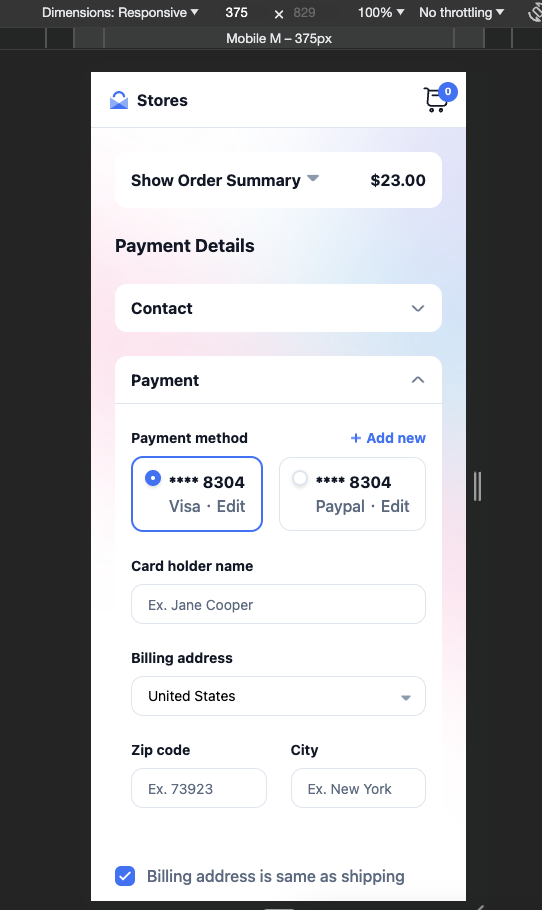 Dimensions: Responsive ▼ 375 × 829 100% ▼ No throttling ▼
Mobile M – 375px
Stores
0
Show Order Summary $23.00
Payment Details
Contact
Payment
Payment method + Add new
**** 8304
Visa · Edit
**** 8304
Paypal · Edit
Card holder name
Ex. Jane Cooper
Billing address
United States
Zip code City
Ex. 73923 Ex. New York
Billing address is same as shipping